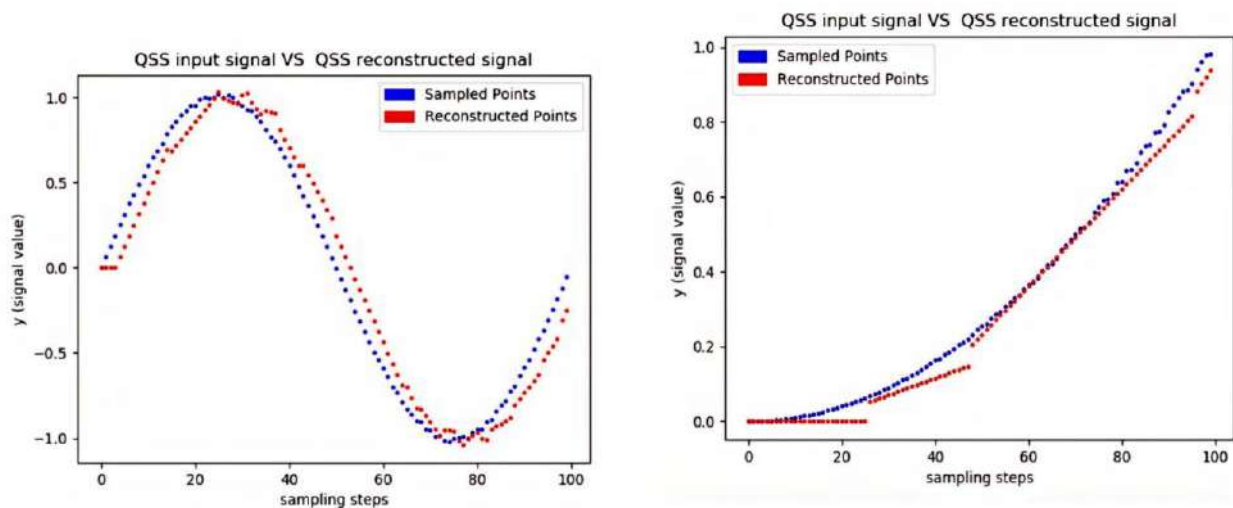 QSS input signal VS QSS reconstructed signal
Sampled Points
Reconstructed Points
1.0
0.5
0.0
−0.5
−1.0
y (signal value)
0 20 40 60 80 100
sampling steps
QSS input signal VS QSS reconstructed signal
Sampled Points
Reconstructed Points
1.0
0.8
0.6
0.4
0.2
0.0
y (signal value)
0 20 40 60 80 100
sampling steps